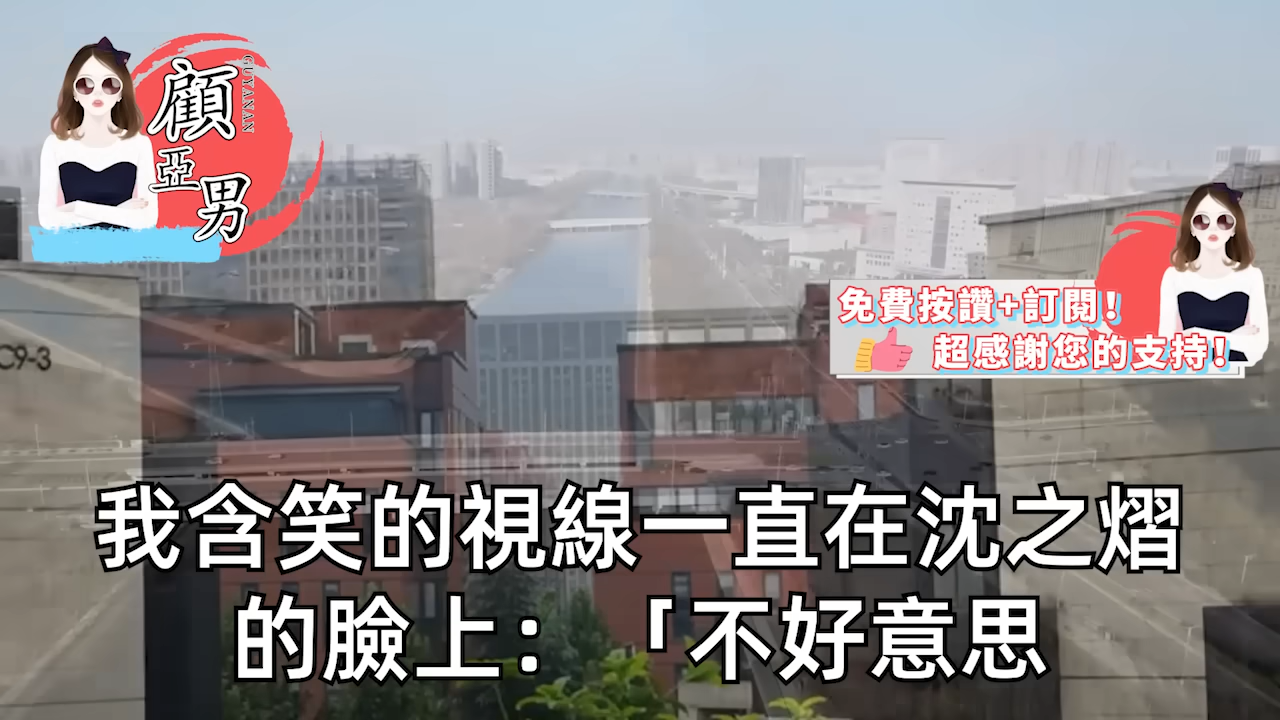 顧
亞
男
GUYANAN
免費按讚+訂閱!
超感謝您的支持!
C9-3
我含笑的視線一直在沈之熠
的臉上:「不好意思